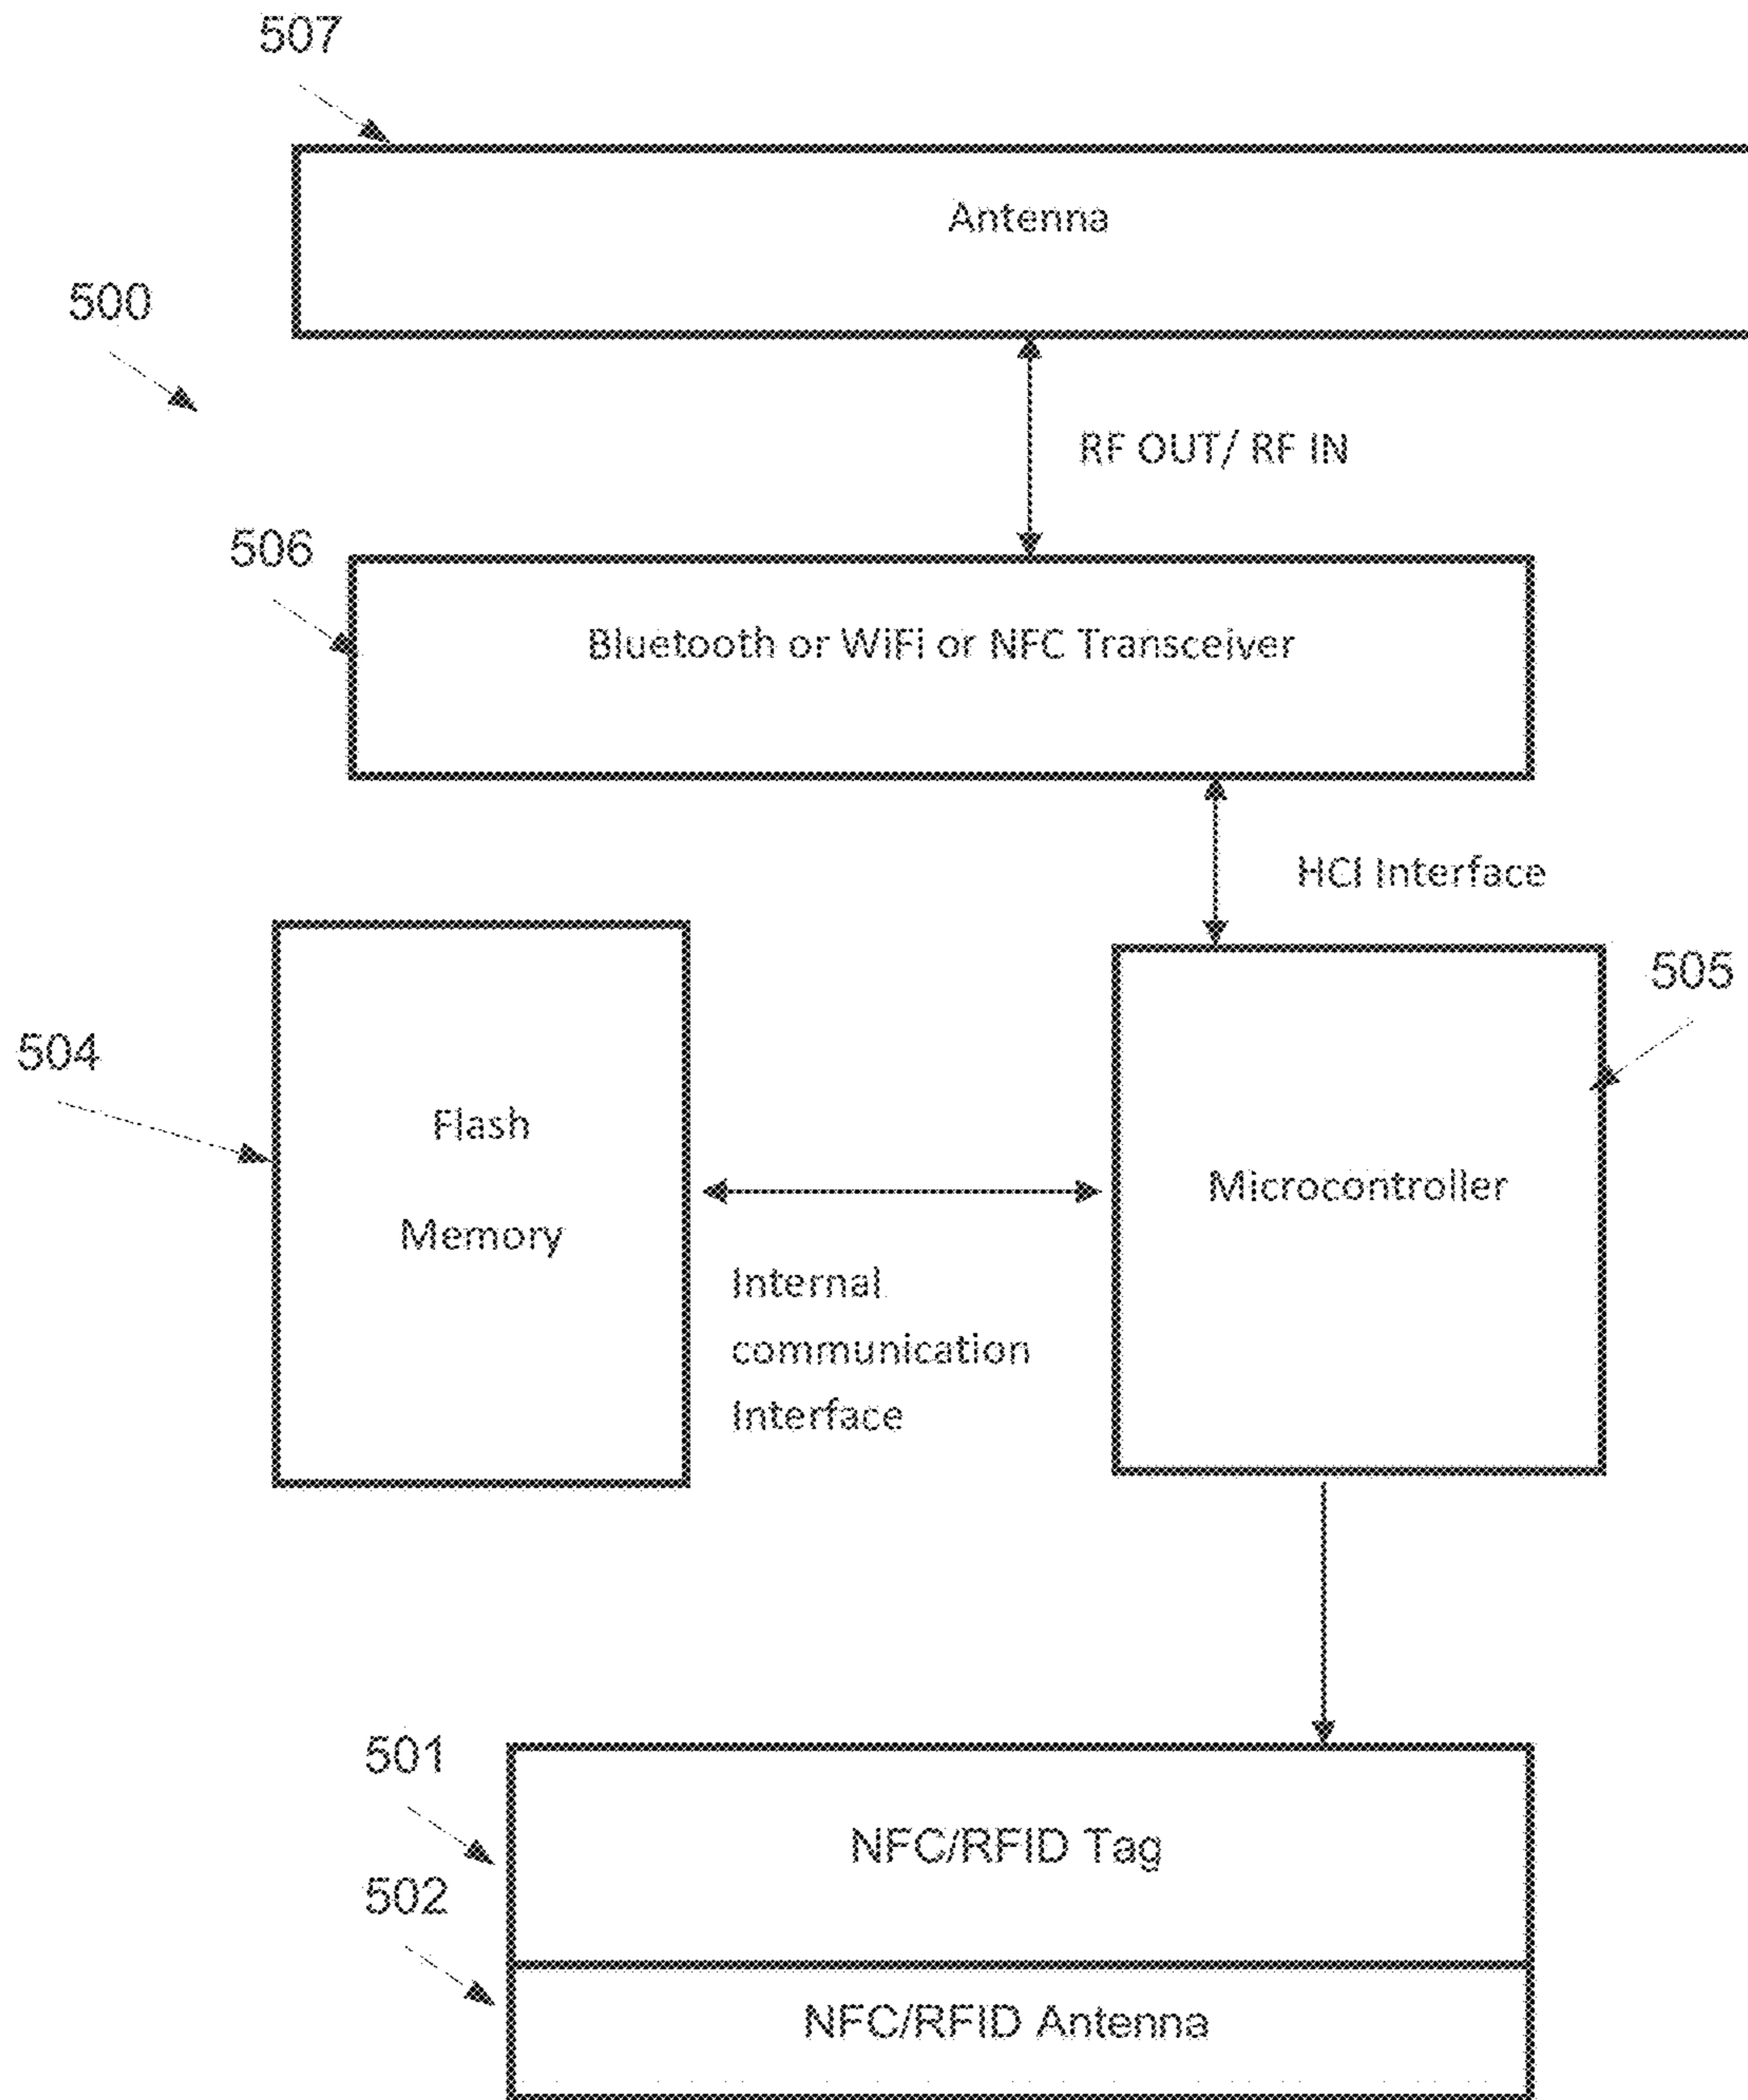 507
Antenna
500
RF OUT/ RF IN
506
Bluetooth or WiFi or NFC Transceiver
HCI Interface
505
504
Flash
Memory
Microcontroller
Internal
communication
Interface
501
NFC/RFID Tag
502
NFC/RFID Antenna